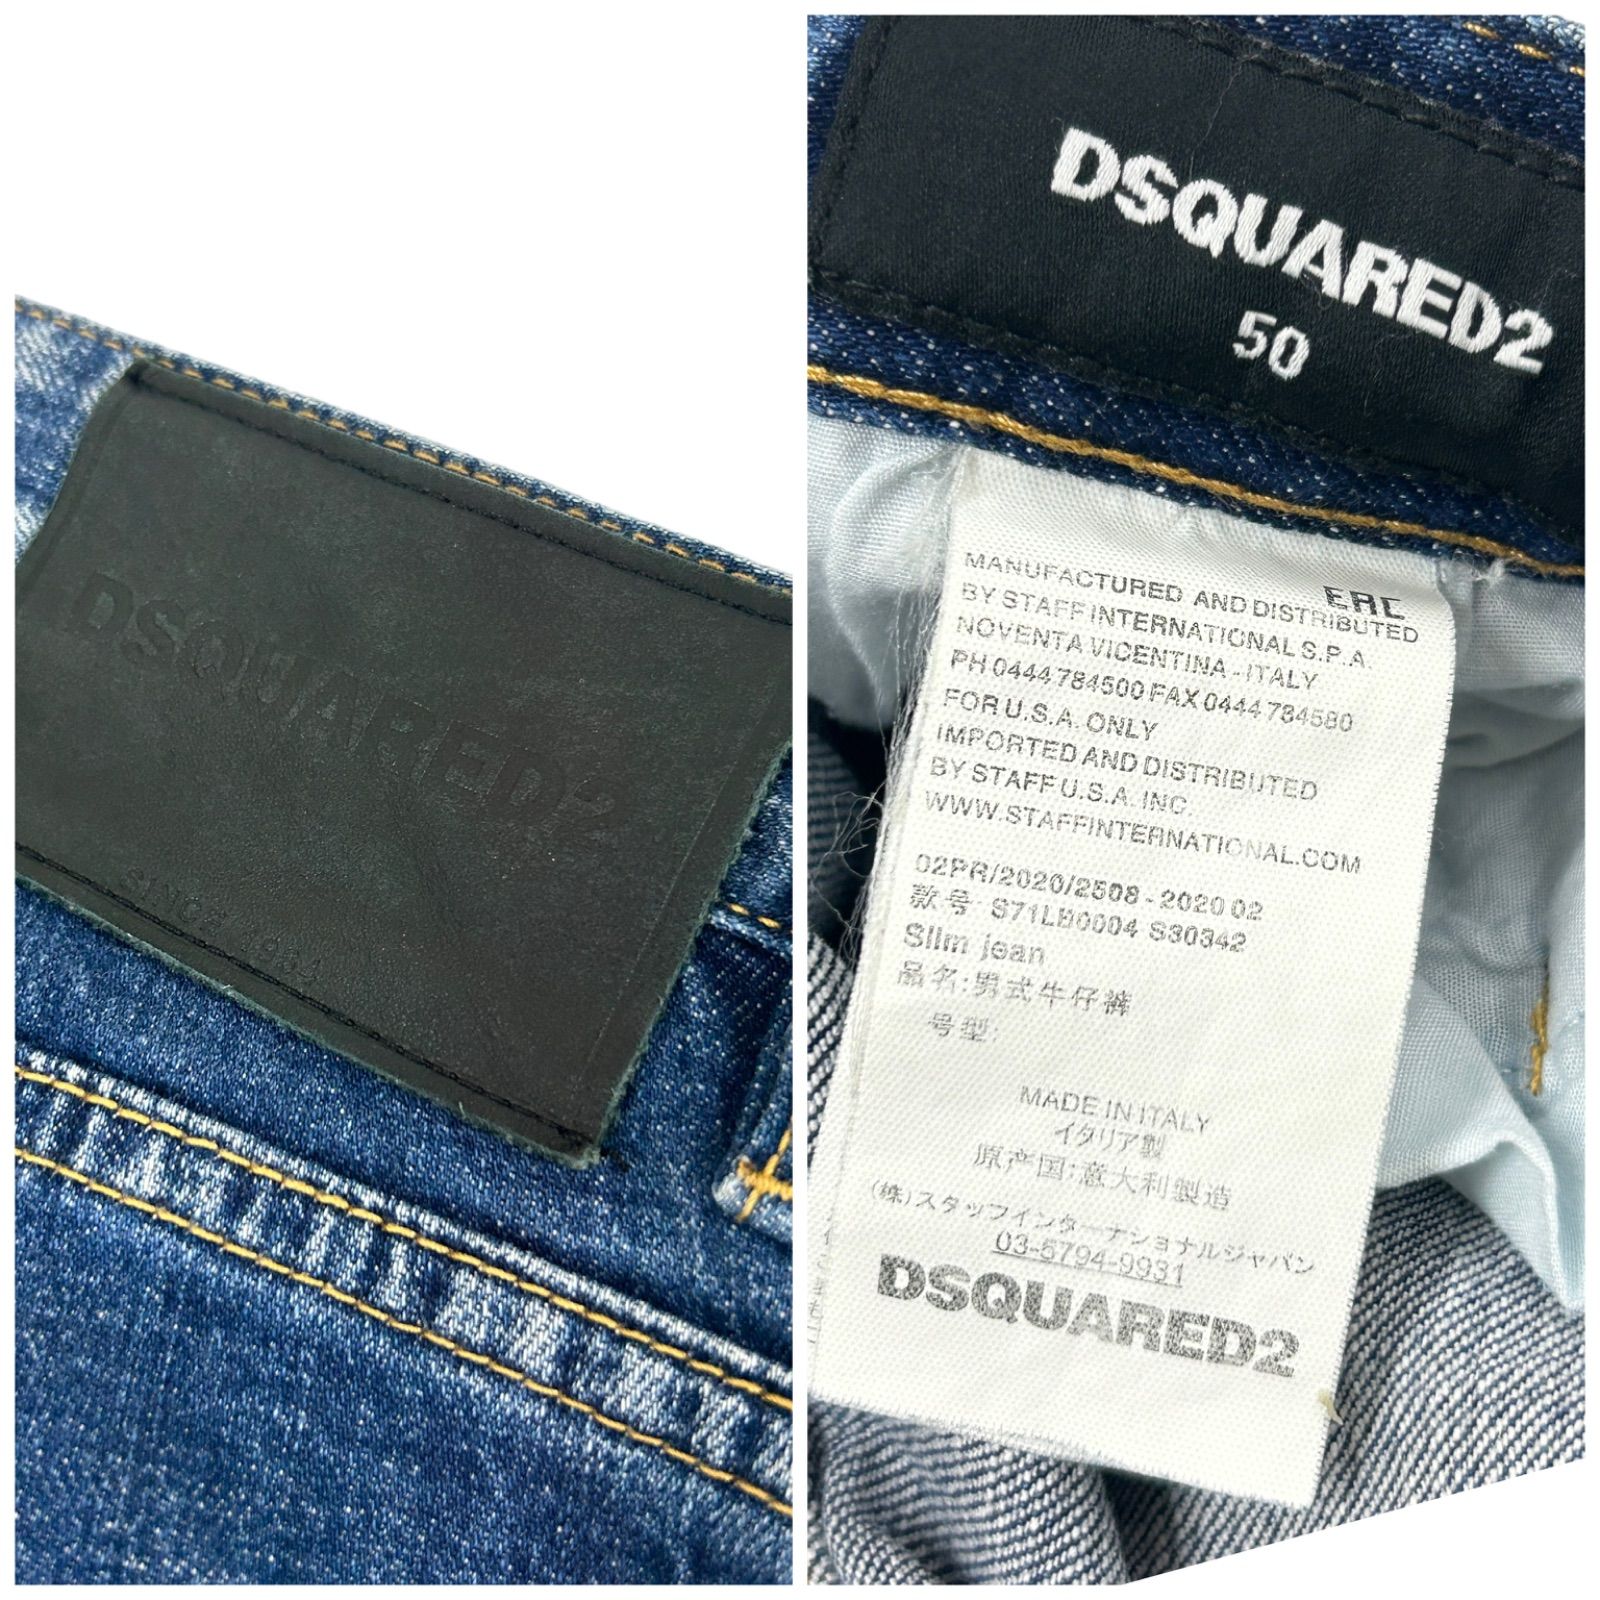 DSQUARED2
SINCE 1964
DSQUARED2
50
EAC
MANUFACTURED AND DISTRIBUTED
BY STAFF INTERNATIONAL S.P.A.
NOVENTA VICENTINA - ITALY
PH 0444784500 FAX 0444784580
FOR U.S.A. ONLY
IMPORTED AND DISTRIBUTED
BY STAFF U.S.A. INC.
WWW.STAFFINTERNATIONAL.COM
02PR/2020/2508 - 2020 02
款号 S71LB0004 S30342
Slim jean
品名:男式牛仔裤
号型:
MADE IN ITALY
イタリア製
原产国:意大利製造
(株)スタッフインターナショナルジャパン
03-5794-9931
DSQUARED2